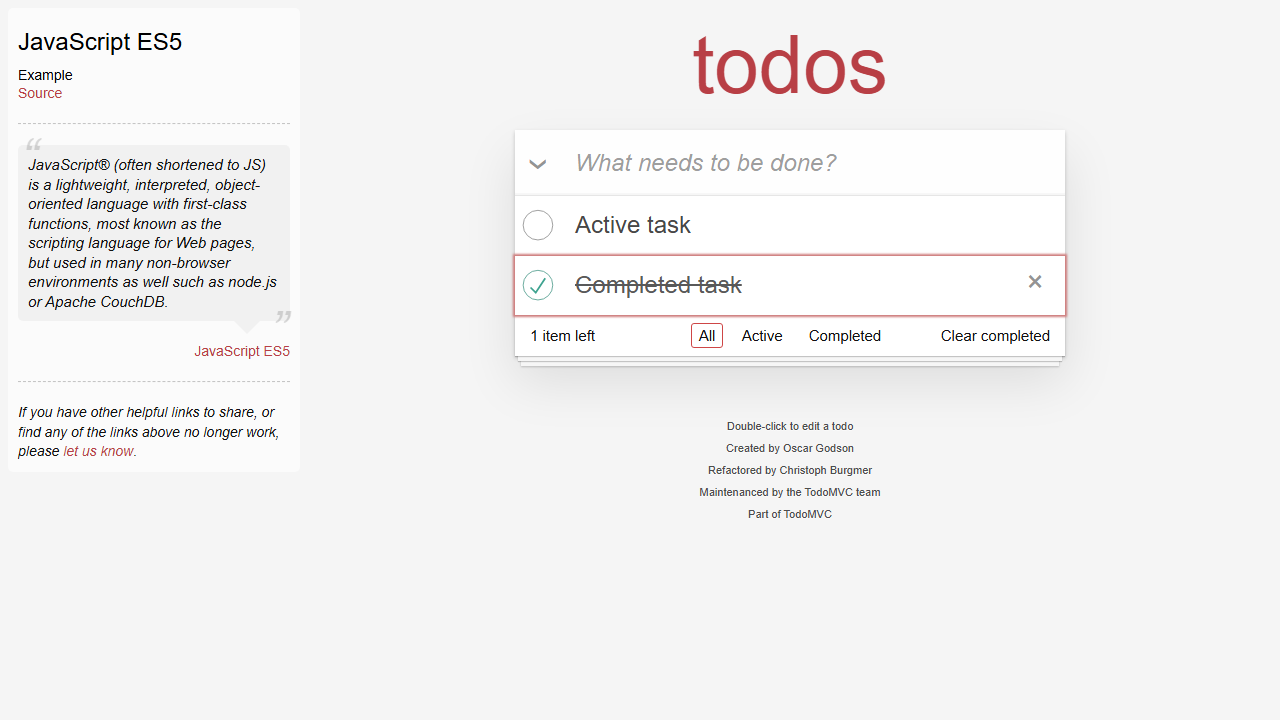 JavaScript ES5
Example
Source
“
JavaScript® (often shortened to JS)
is a lightweight, interpreted, object-
oriented language with first-class
functions, most known as the
scripting language for Web pages,
but used in many non-browser
environments as well such as node.js
or Apache CouchDB.
”
JavaScript ES5
If you have other helpful links to share, or
find any of the links above no longer work,
please let us know.
todos
What needs to be done?
Active task
Completed task
×
1 item left
All
Active
Completed
Clear completed
Double-click to edit a todo
Created by Oscar Godson
Refactored by Christoph Burgmer
Maintenanced by the TodoMVC team
Part of TodoMVC